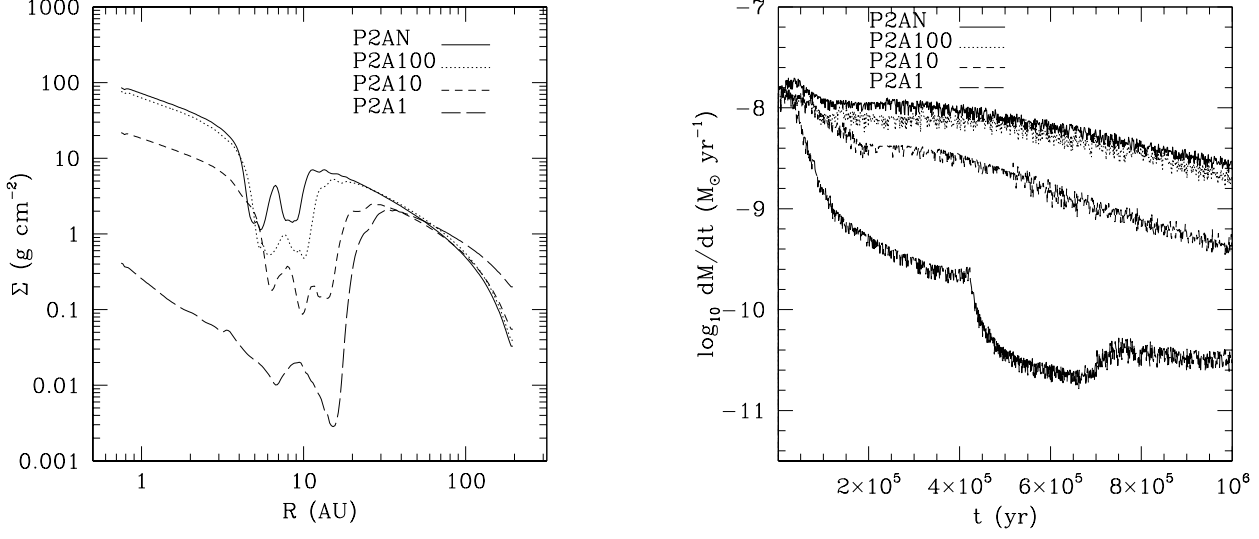 1000
100
10
1
0.1
0.01
0.001
Σ (g cm⁻²)
P2AN
P2A100
P2A10
P2A1
1 10 100
R (AU)
−7
−8
−9
−10
−11
log₁₀ dM/dt (M☉ yr⁻¹)
P2AN
P2A100
P2A10
P2A1
2×10⁵ 4×10⁵ 6×10⁵ 8×10⁵ 10⁶
t (yr)